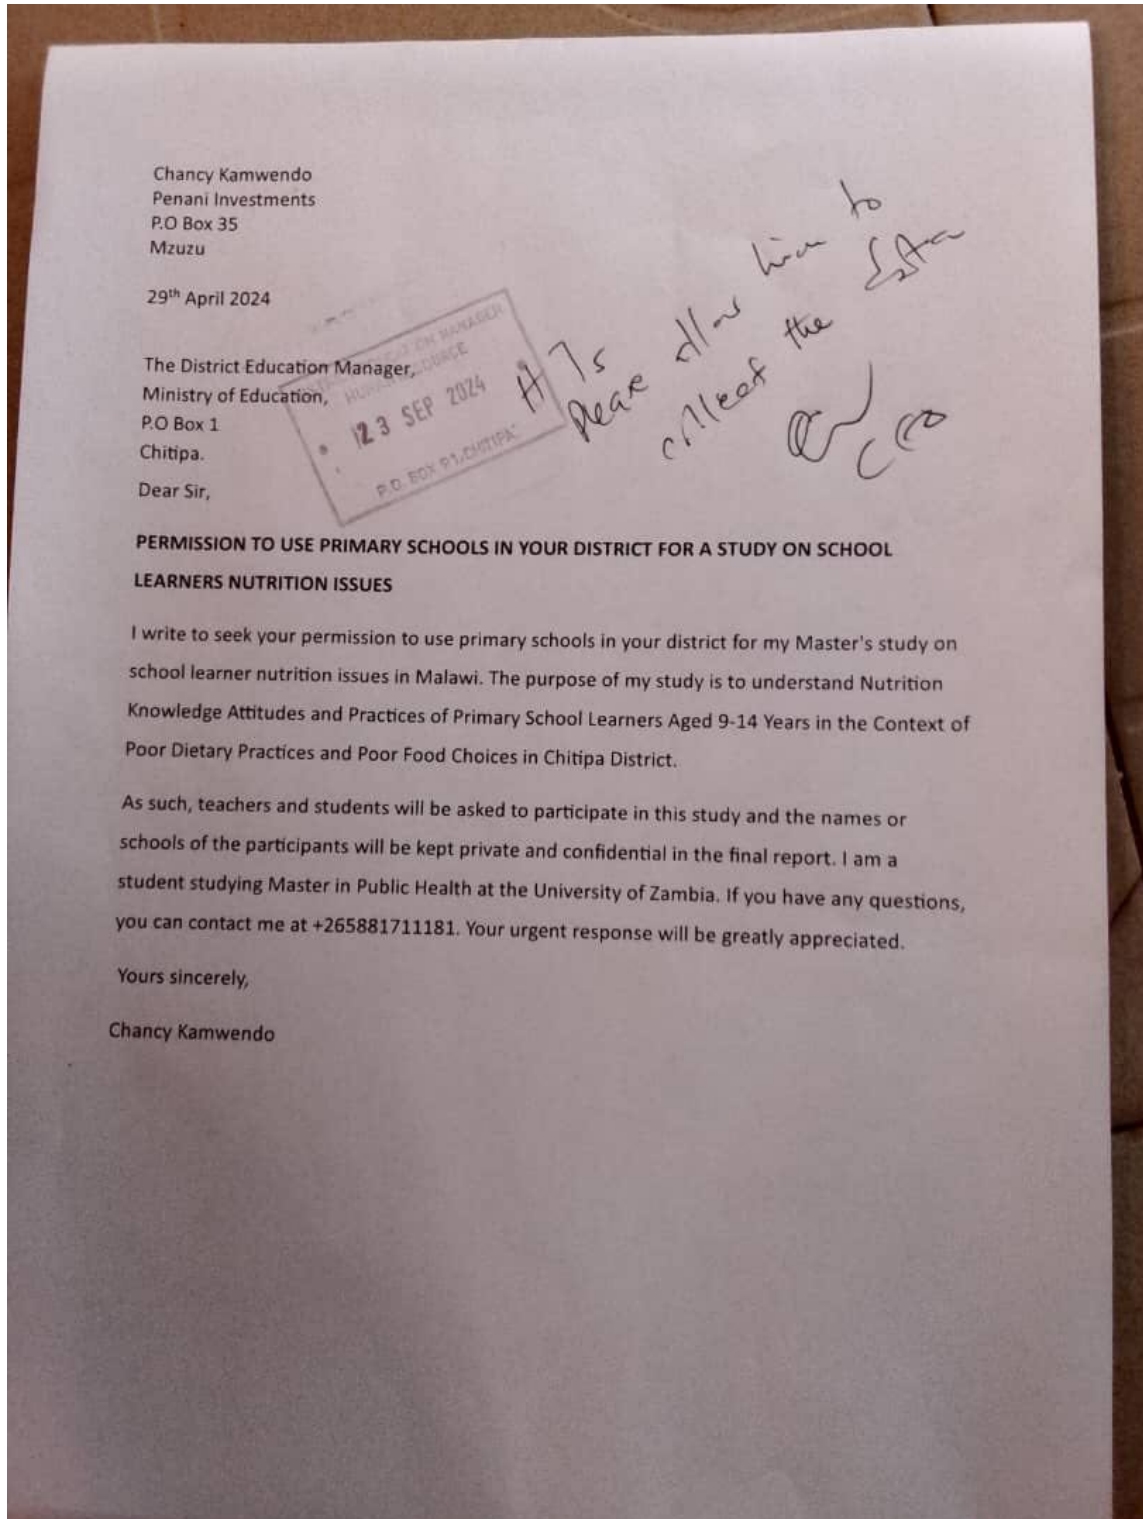 Chancy Kamwendo
Penani Investments
P.O Box 35
Mzuzu
29th April 2024
The District Education Manager,
Ministry of Education,
P.O Box 1
Chitipa.
EDUCATION MANAGER
HUMAN RESOURCE
23 SEP 2024
P.O. BOX P1, CHITIPA
H Ts
Please allow him to
collect the
CEO
Dear Sir,
PERMISSION TO USE PRIMARY SCHOOLS IN YOUR DISTRICT FOR A STUDY ON SCHOOL
LEARNERS NUTRITION ISSUES
I write to seek your permission to use primary schools in your district for my Master's study on
school learner nutrition issues in Malawi. The purpose of my study is to understand Nutrition
Knowledge Attitudes and Practices of Primary School Learners Aged 9-14 Years in the Context of
Poor Dietary Practices and Poor Food Choices in Chitipa District.
As such, teachers and students will be asked to participate in this study and the names or
schools of the participants will be kept private and confidential in the final report. I am a
student studying Master in Public Health at the University of Zambia. If you have any questions,
you can contact me at +265881711181. Your urgent response will be greatly appreciated.
Yours sincerely,
Chancy Kamwendo